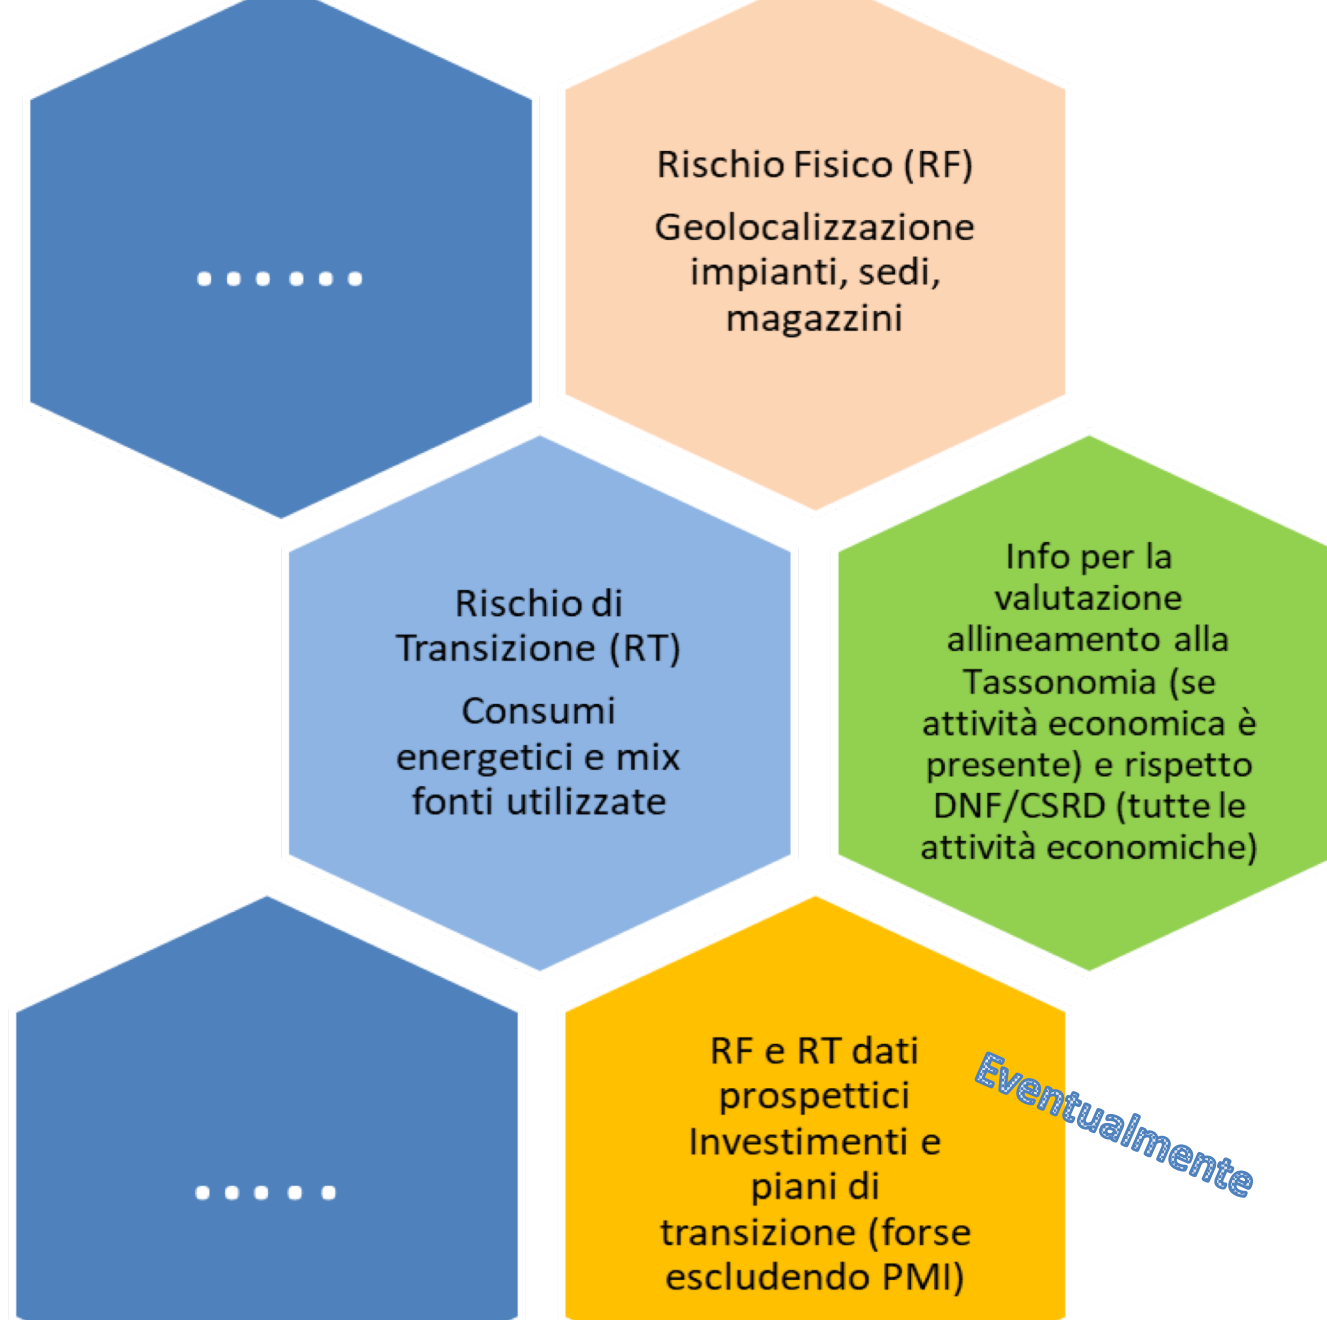 ......
Rischio Fisico (RF)
Geolocalizzazione
impianti, sedi,
magazzini
Rischio di
Transizione (RT)
Consumi
energetici e mix
fonti utilizzate
Info per la
valutazione
allineamento alla
Tassonomia (se
attività economica è
presente) e rispetto
DNF/CSRD (tutte le
attività economiche)
.....
RF e RT dati
prospettici
Investimenti e
piani di
transizione (forse
escludendo PMI)
Eventualmente